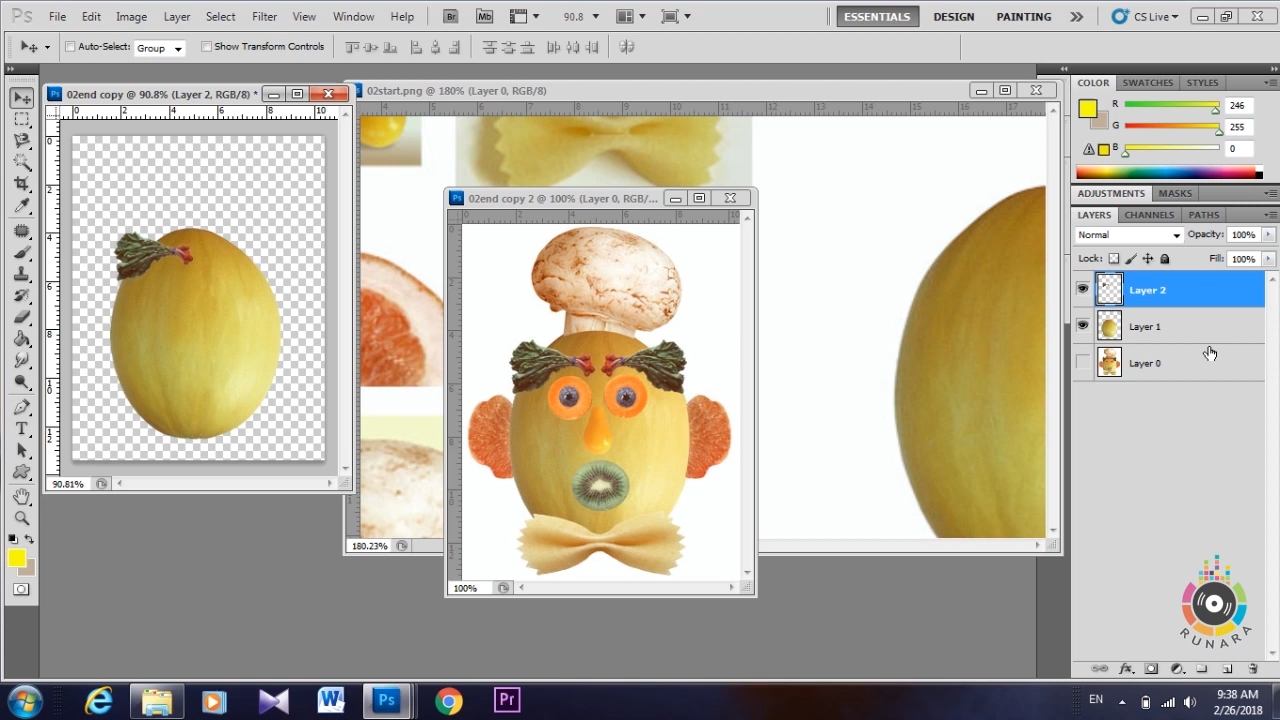 Ps File Edit Image Layer Select Filter View Window Help Br Mb 90.8 ESSENTIALS DESIGN PAINTING CS Live
Auto-Select: Group Show Transform Controls
02end copy @ 90.8% (Layer 2, RGB/8) *
02start.png @ 180% (Layer 0, RGB/8)
02end copy 2 @ 100% (Layer 0, RGB/...
COLOR SWATCHES STYLES
R 246
G 255
B 0
ADJUSTMENTS MASKS
LAYERS CHANNELS PATHS
Normal Opacity: 100%
Lock: Fill: 100%
Layer 2
Layer 1
Layer 0
90.81%
180.23%
100%
RUNARA
W Ps Pr EN 9:38 AM
2/26/2018